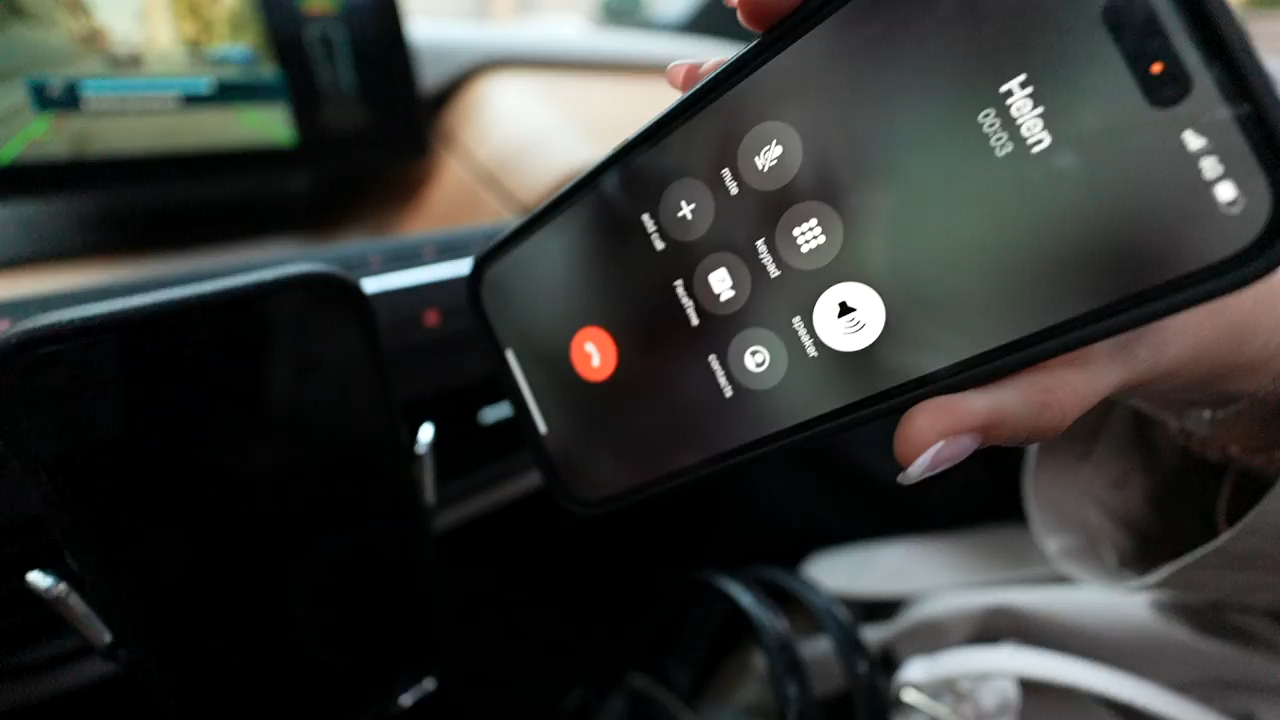 Helen
00:03
mute
keypad
speaker
add call
FaceTime
contacts